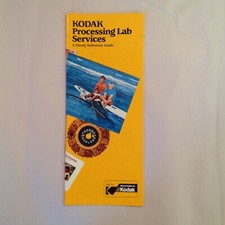 KODAK
Processing Lab
Services
A Handy Reference Guide
Kodak